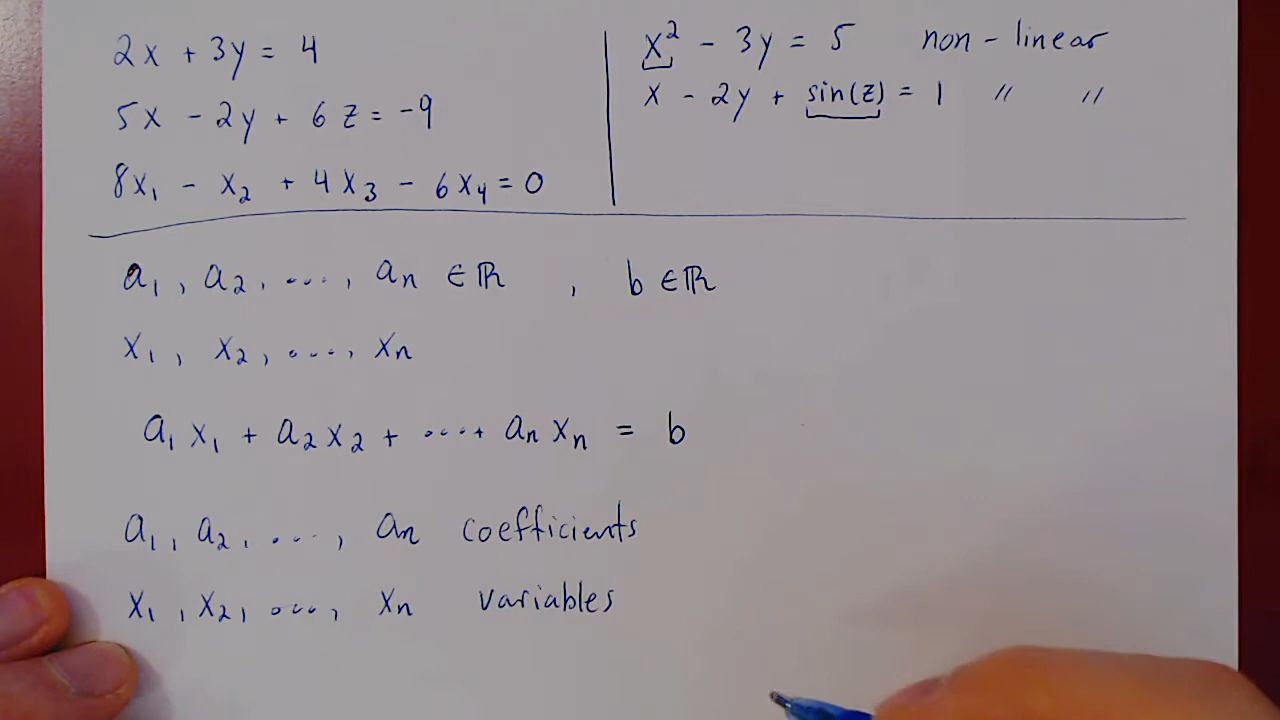 2x + 3y = 4
5x - 2y + 6z = -9
8x₁ - x₂ + 4x₃ - 6x₄ = 0
x² - 3y = 5 non-linear
x - 2y + sin(z) = 1 〃 〃
a₁, a₂, ...., aₙ ∈ ℝ , b ∈ ℝ
x₁, x₂, ...., xₙ
a₁x₁ + a₂x₂ + ....+ aₙxₙ = b
a₁, a₂, ...., aₙ coefficients
x₁, x₂, ...., xₙ variables